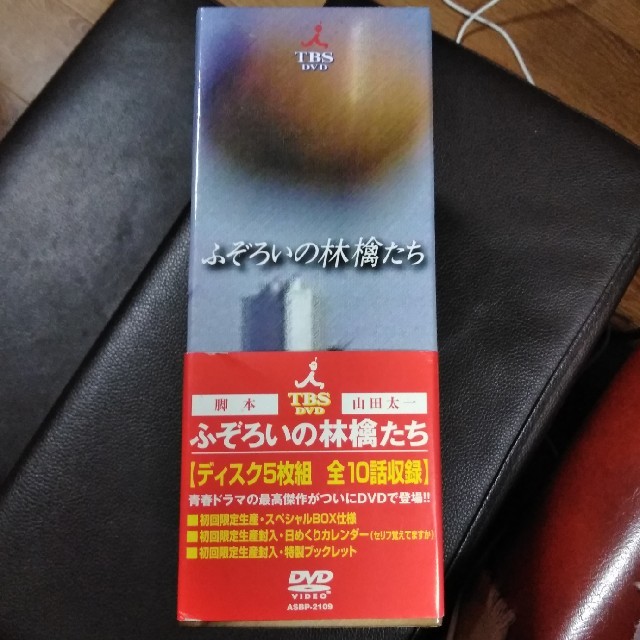 TBS
DVD
ふぞろいの林檎たち
脚本 TBS 山田太一
DVD
ふぞろいの林檎たち
【ディスク5枚組 全10話収録】
青春ドラマの最高傑作がついにDVDで登場!!
■初回限定生産・スペシャルBOX仕様
■初回限定生産封入・日めくりカレンダー(セリフ覚えてますか)
■初回限定生産封入・特製ブックレット
DVD
VIDEO
ASBP-2109